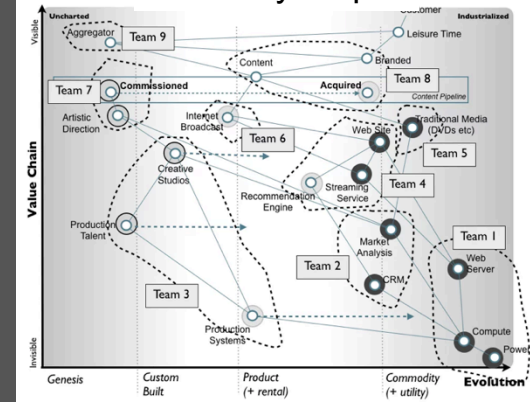 Customer
Uncharted
Industrialized
Visible
Aggregator
Team 9
Leisure Time
Content
Branded
Team 7
Commissioned
Acquired
Team 8
Content Pipeline
Artistic
Direction
Internet
Broadcast
Web Site
Traditional Media
(DVDs etc)
Team 6
Team 5
Creative
Studios
Recommendation
Engine
Streaming
Service
Team 4
Value Chain
Production
Talent
Market
Analysis
Team 1
Team 2
Web
Server
CRM
Team 3
Production
Systems
Compute
Power
Invisible
Genesis
Custom
Built
Product
(+ rental)
Commodity
(+ utility)
Evolution